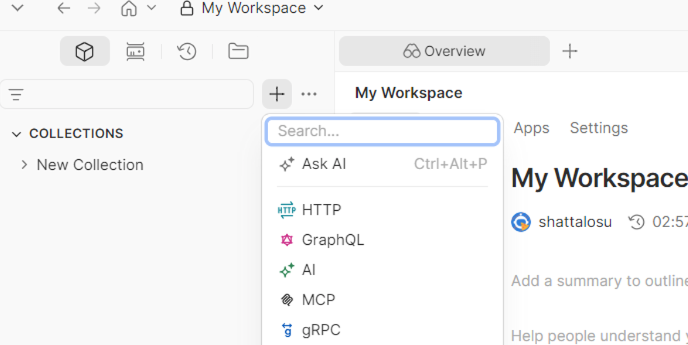 My Workspace
Overview
My Workspace
Search...
COLLECTIONS
New Collection
Ask AI Ctrl+Alt+P
HTTP HTTP
GraphQL
AI
MCP
gRPC
Apps Settings
My Workspace
shattalosu 02:57
Add a summary to outline
Help people understand